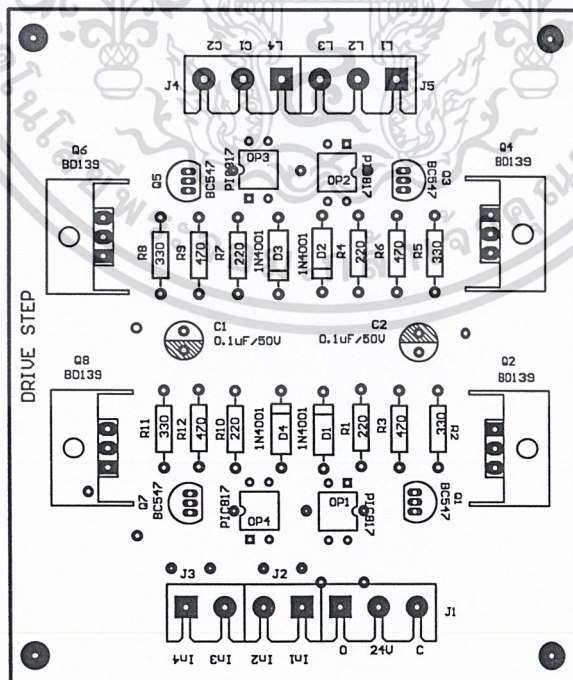 C2 C1 L4 L3 L2 L1
J4 J5
Q6
BD139
Q4
BD139
Q5
BC547
PIC817
OP3
OP2
PIC817
BC547
Q3
R8 330
R9 470
R7 220
1N4001 D3
1N4001 D2
R4 220
R6 470
R5 330
DRIVE STEP
C1
0.1uF/50V
C2
0.1uF/50V
Q8
BD139
Q2
BD139
R11 330
R12 470
R10 220
1N4001 D4
1N4001 D1
R1 220
R3 470
R2 330
Q7
BC547
PIC817
OP4
OP1
PIC817
BC547
Q1
J3 J2 J1
In4 In3 In2 In1 0 24V C